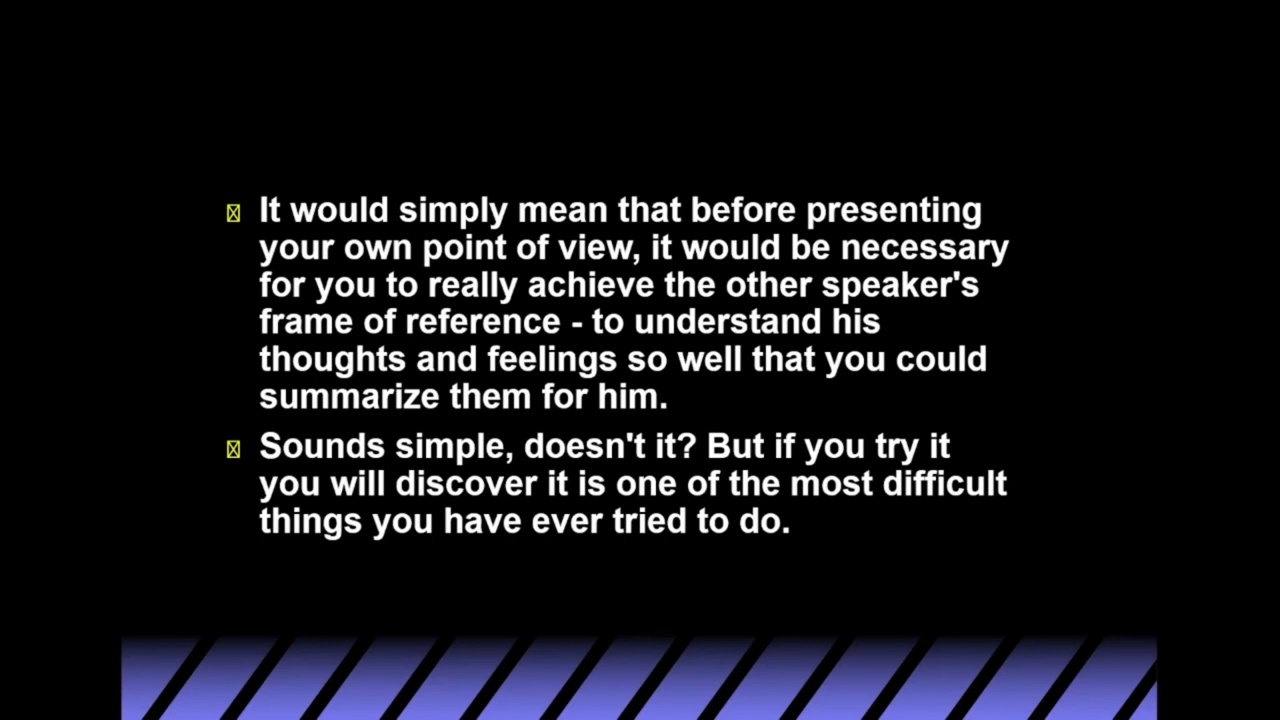 It would simply mean that before presenting
your own point of view, it would be necessary
for you to really achieve the other speaker's
frame of reference - to understand his
thoughts and feelings so well that you could
summarize them for him.
Sounds simple, doesn't it? But if you try it
you will discover it is one of the most difficult
things you have ever tried to do.